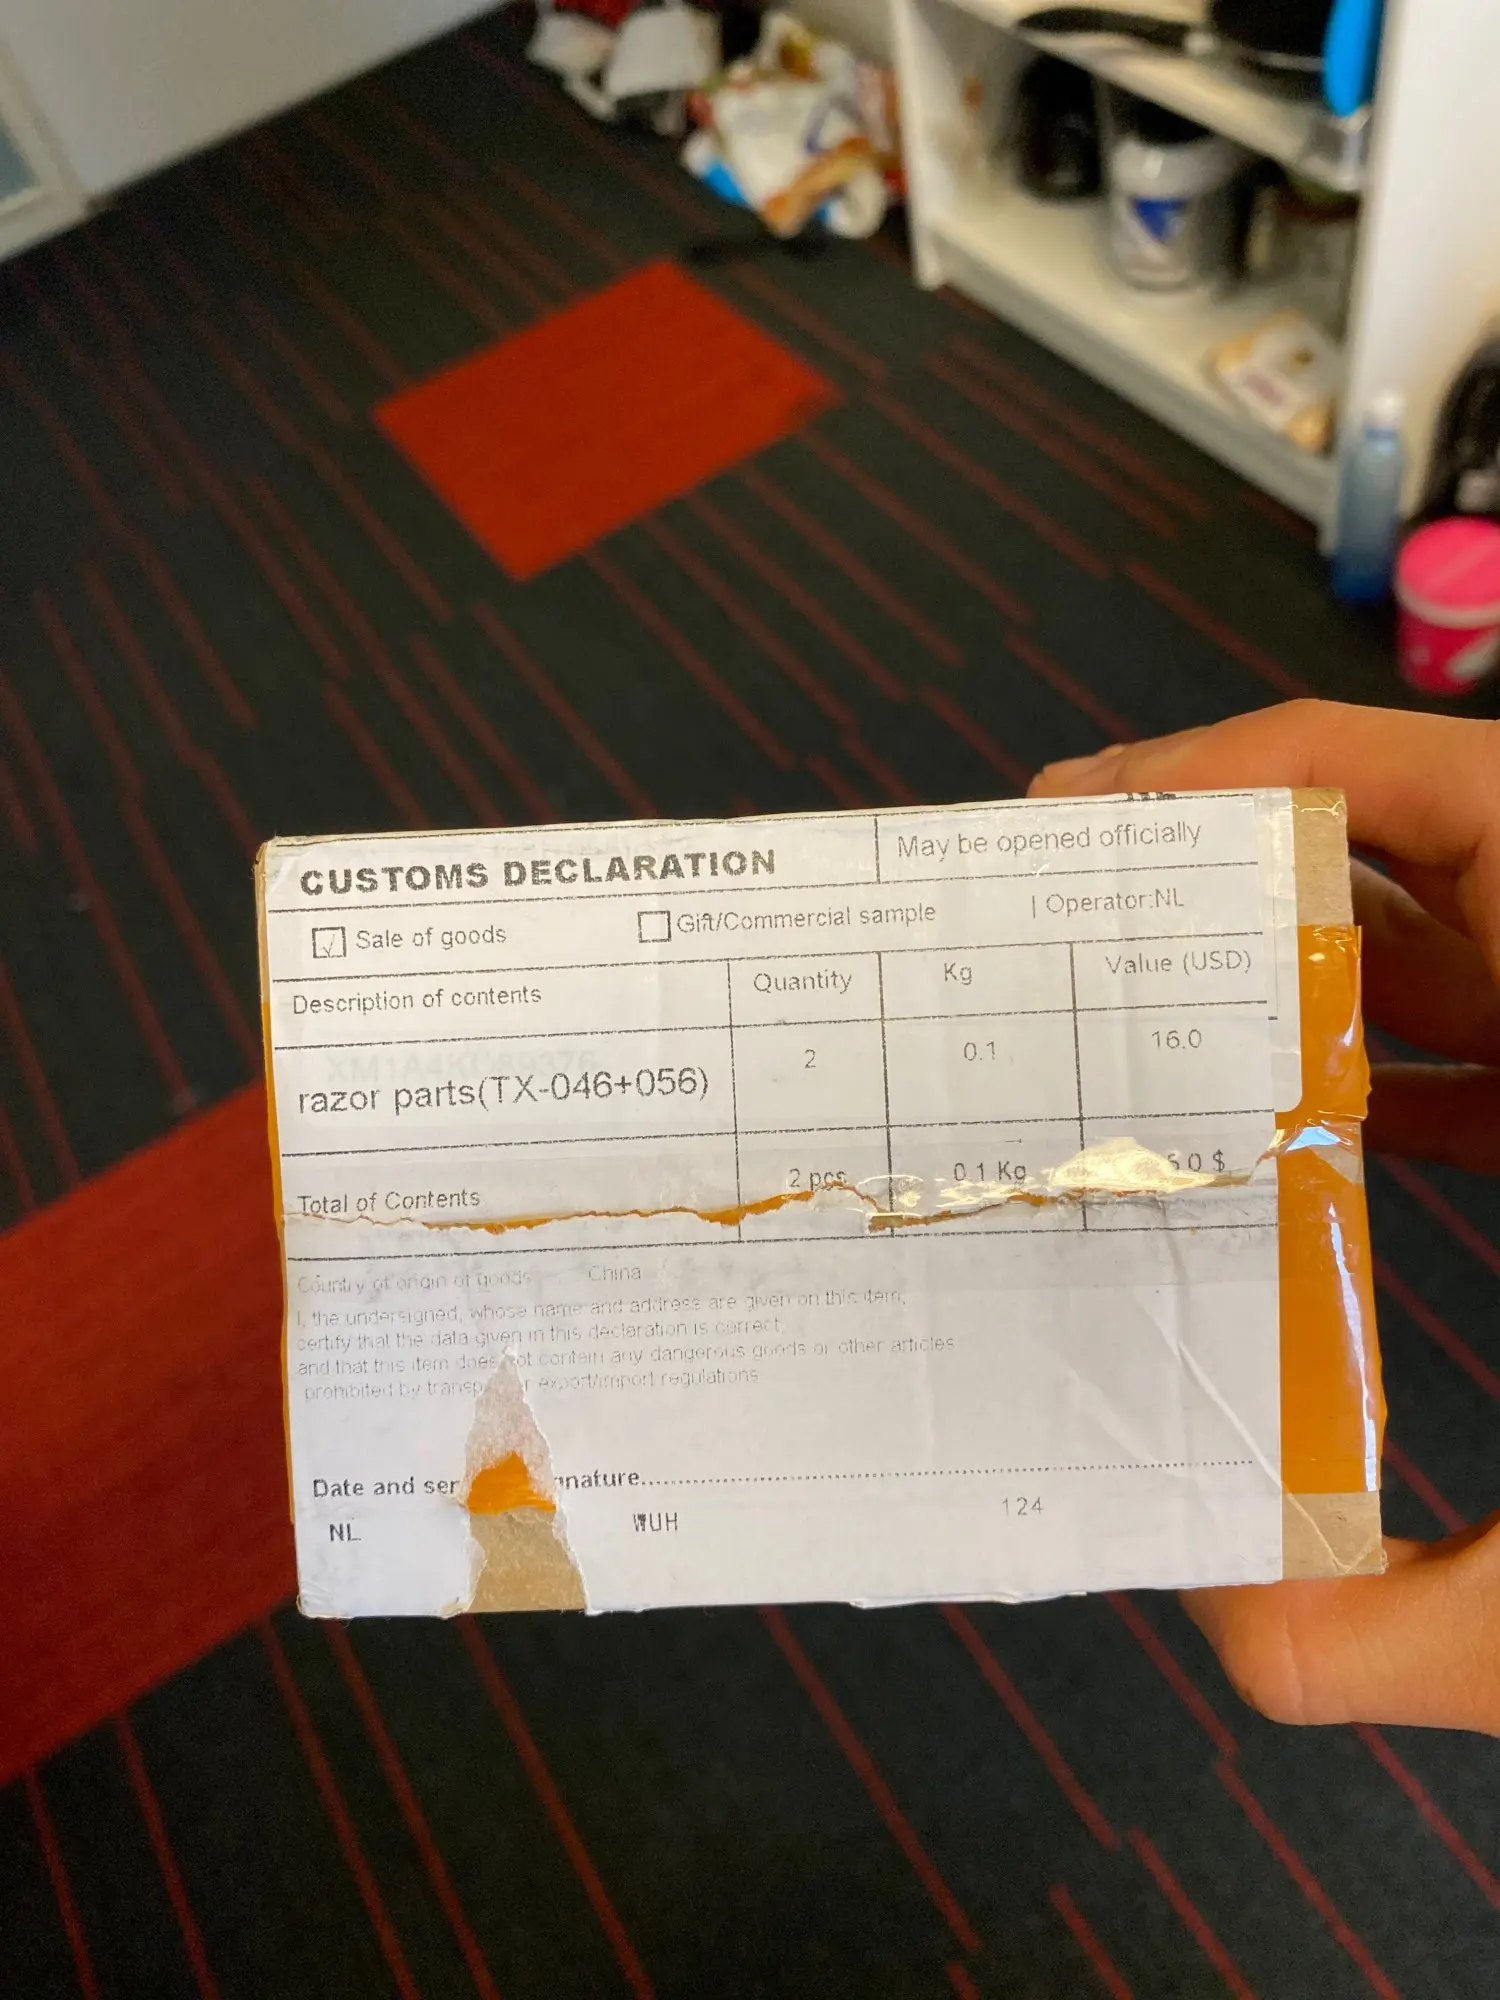 CUSTOMS DECLARATION
May be opened officially
Sale of goods
Gift/Commercial sample
| Operator:NL
Description of contents
Quantity
Kg
Value (USD)
razor parts(TX-046+056)
2
0.1
16.0
Total of Contents
2 pcs
0.1 Kg
Country of origin of goods China
I, the undersigned, whose name and address are given on this item,
certify that the data given in this declaration is correct
and that this item does not contain any dangerous goods or other articles
prohibited by export/import regulations
Date and
NL
WUH
124